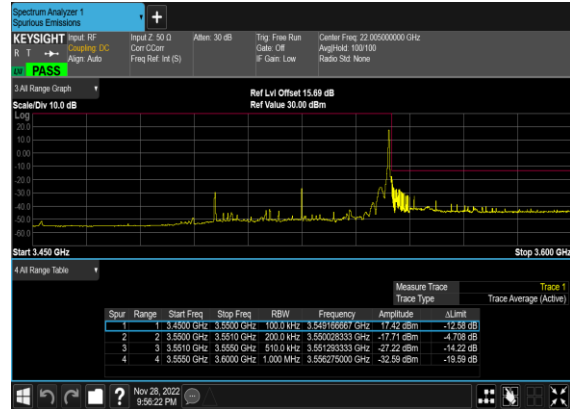 Spectrum Analyzer 1
Spurious Emissions
KEYSIGHT Input: RF Input Z: 50 Ω Atten: 30 dB Trig: Free Run Center Freq: 22.005000000 GHz
R T Coupling: DC Corr CCorr Gate: Off Avg|Hold: 100/100
Align: Auto Freq Ref: Int (S) IF Gain: Low Radio Std: None
PASS
3 All Range Graph
Ref Lvl Offset 15.69 dB
Scale/Div 10.0 dB Ref Value 30.00 dBm
Log
20.0
10.0
0.00
-10.0
-20.0
-30.0
-40.0
-50.0
-60.0
Start 3.450 GHz Stop 3.600 GHz
4 All Range Table
Measure Trace Trace 1
Trace Type Trace Average (Active)
Spur Range Start Freq Stop Freq RBW Frequency Amplitude ΔLimit
1 1 3.4500 GHz 3.5500 GHz 100.0 kHz 3.549166667 GHz 17.42 dBm -12.58 dB
2 2 3.5500 GHz 3.5510 GHz 200.0 kHz 3.550028333 GHz -17.71 dBm -4.708 dB
3 3 3.5510 GHz 3.5550 GHz 510.0 kHz 3.551293333 GHz -27.22 dBm -14.22 dB
4 4 3.5550 GHz 3.6000 GHz 1.000 MHz 3.556275000 GHz -32.59 dBm -19.59 dB
Nov 28, 2022
9:56:22 PM